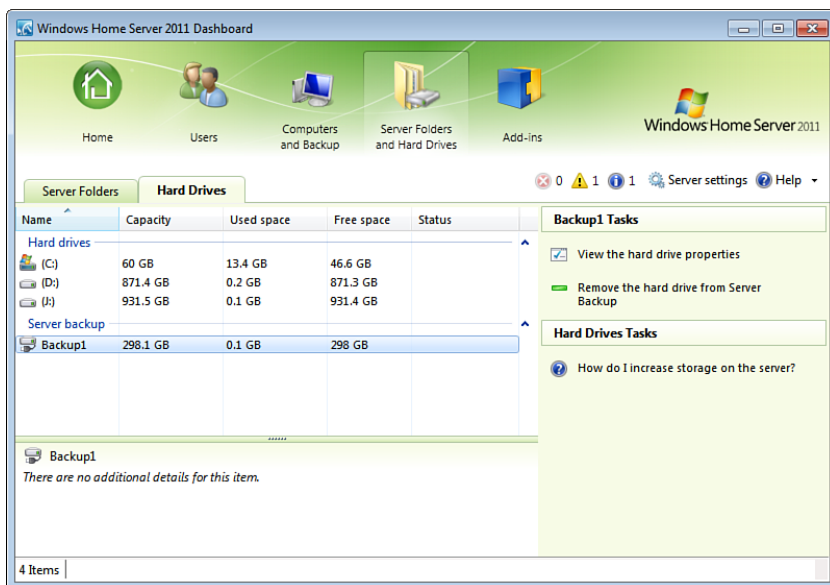 Windows Home Server 2011 Dashboard
Home
Users
Computers and Backup
Server Folders and Hard Drives
Add-ins
Windows Home Server 2011
Server Folders
Hard Drives
0 1 1 Server settings Help
Name Capacity Used space Free space Status
Hard drives
(C:) 60 GB 13.4 GB 46.6 GB
(D:) 871.4 GB 0.2 GB 871.3 GB
(J:) 931.5 GB 0.1 GB 931.4 GB
Server backup
Backup1 298.1 GB 0.1 GB 298 GB
Backup1 Tasks
View the hard drive properties
Remove the hard drive from Server
Backup
Hard Drives Tasks
How do I increase storage on the server?
Backup1
There are no additional details for this item.
4 Items